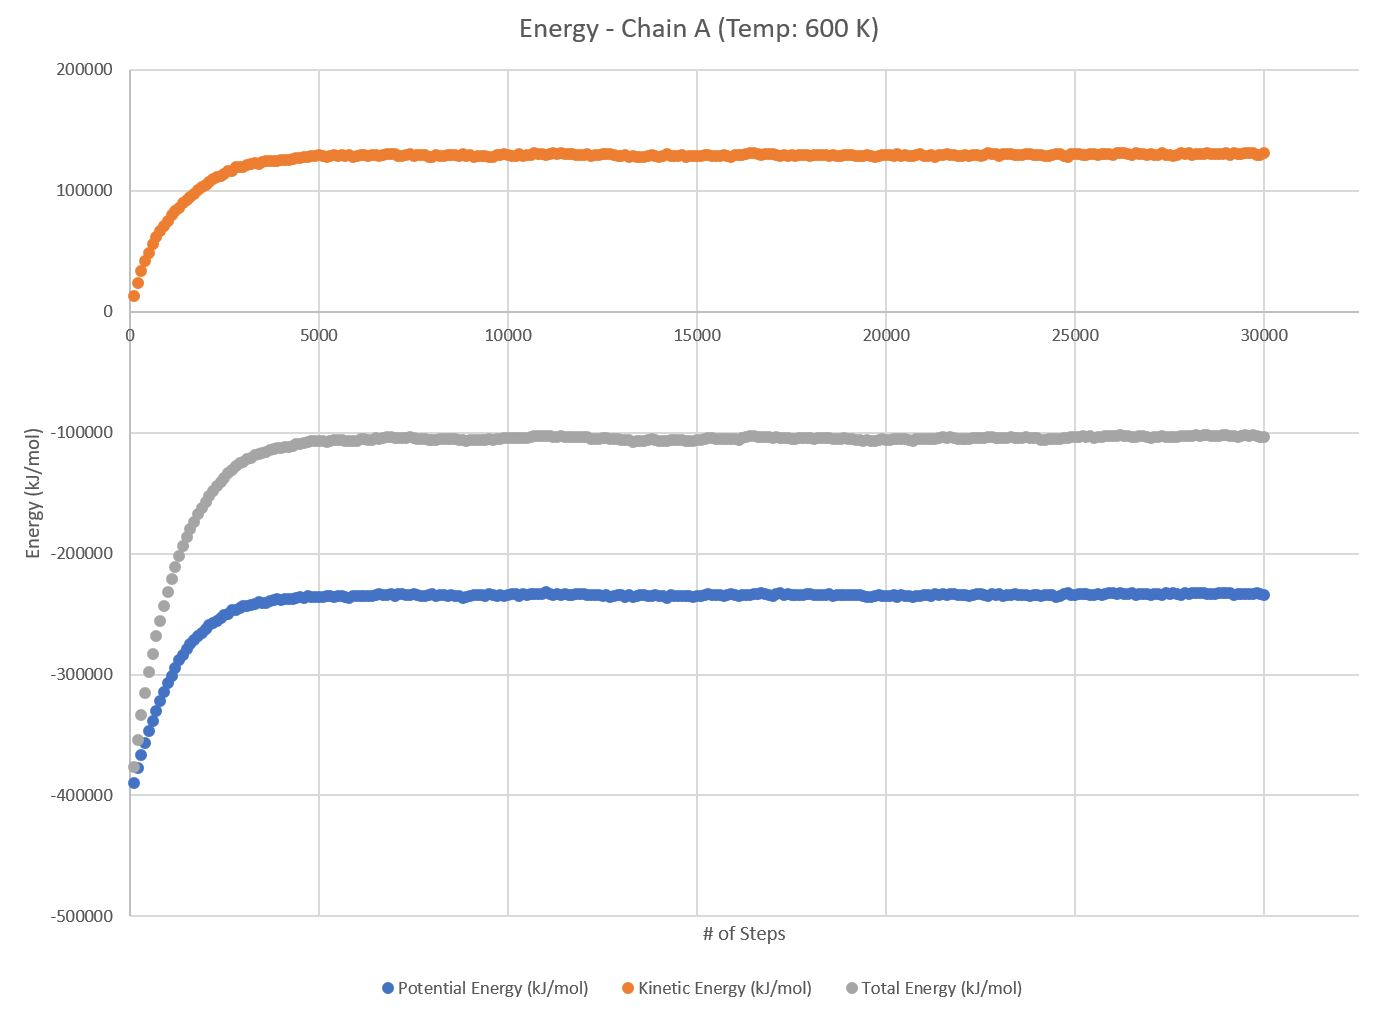 Energy - Chain A (Temp: 600 K)
200000
100000
0
0 5000 10000 15000 20000 25000 30000
-100000
-200000
-300000
-400000
-500000
Energy (kJ/mol)
# of Steps
Potential Energy (kJ/mol) Kinetic Energy (kJ/mol) Total Energy (kJ/mol)